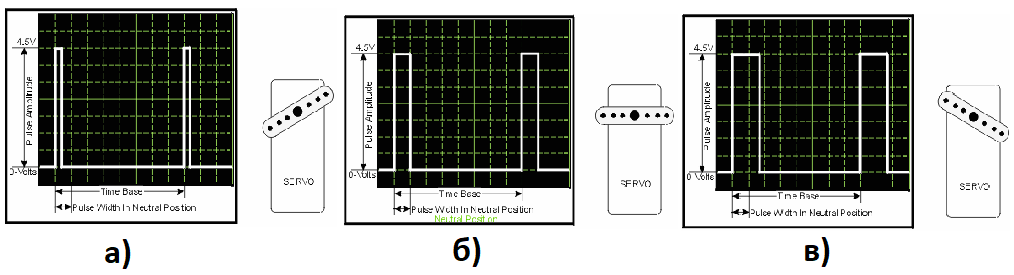 4.5V
Pulse Amplitude
0-Volts
Time Base
Pulse Width In Neutral Position
SERVO
а)
4.5V
Pulse Amplitude
0-Volts
Time Base
Pulse Width In Neutral Position
Neutral Position
SERVO
б)
4.5V
Pulse Amplitude
0-Volts
Time Base
Pulse Width In Neutral Position
SERVO
в)